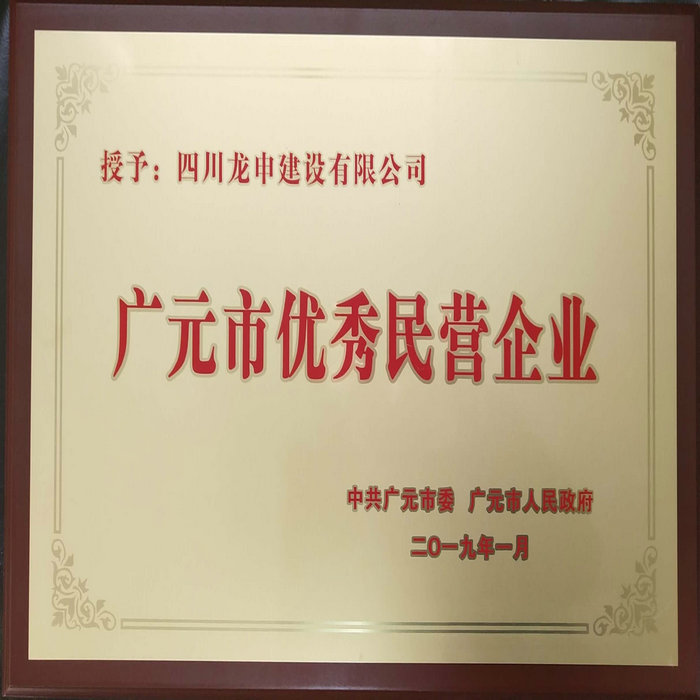 授予：四川龙申建设有限公司
广元市优秀民营企业
中共广元市委 广元市人民政府
二〇一九年一月